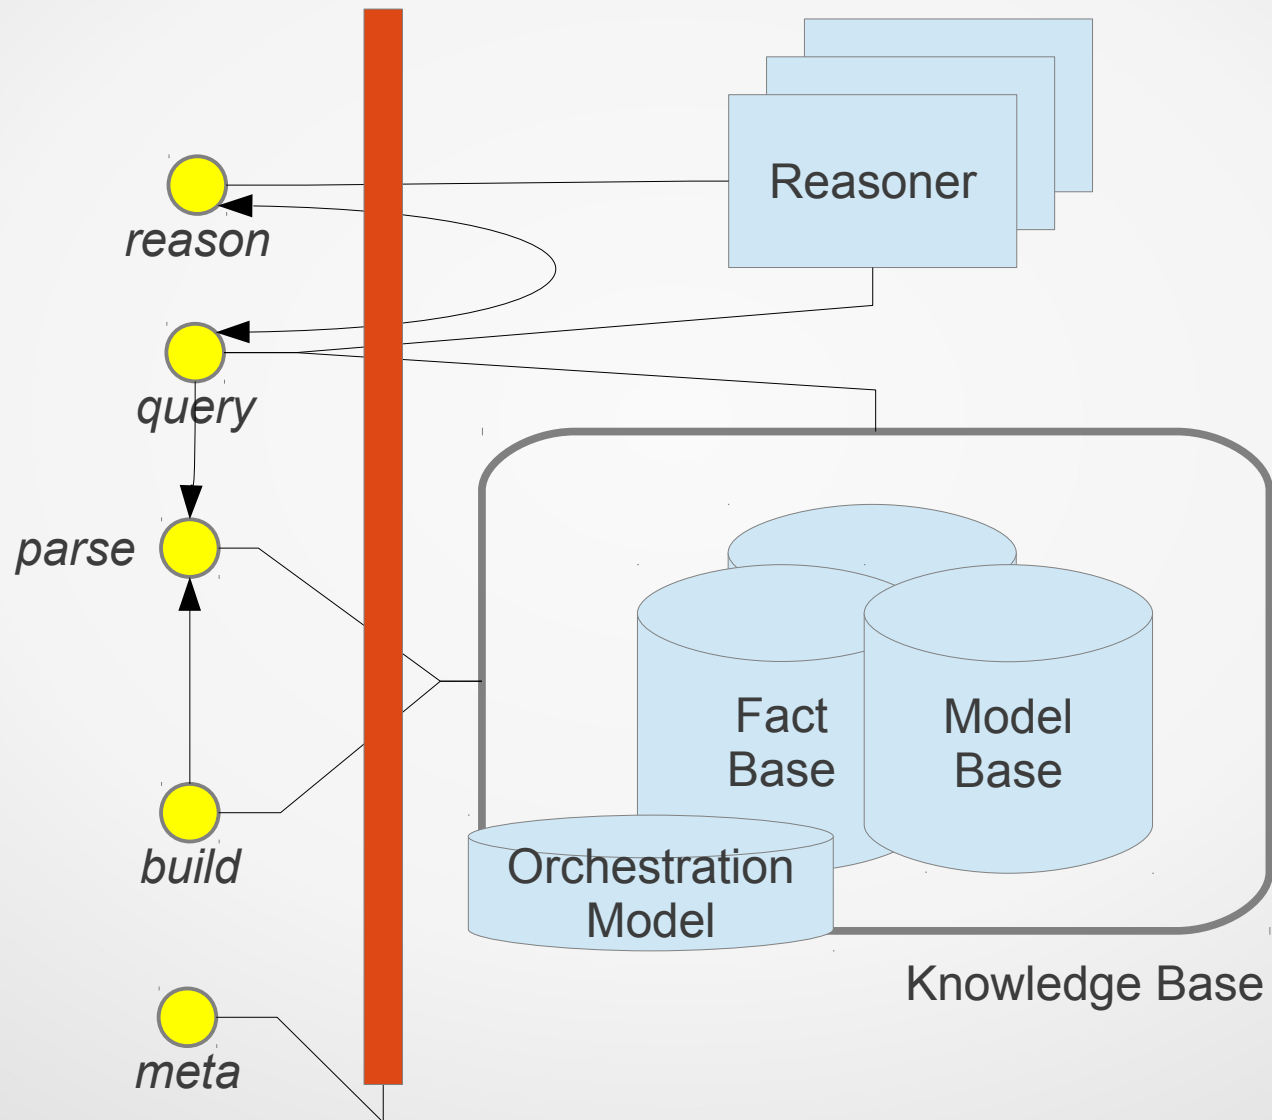 Reasoner
reason
query
parse
Fact
Base
Model
Base
build
Orchestration
Model
Knowledge Base
meta